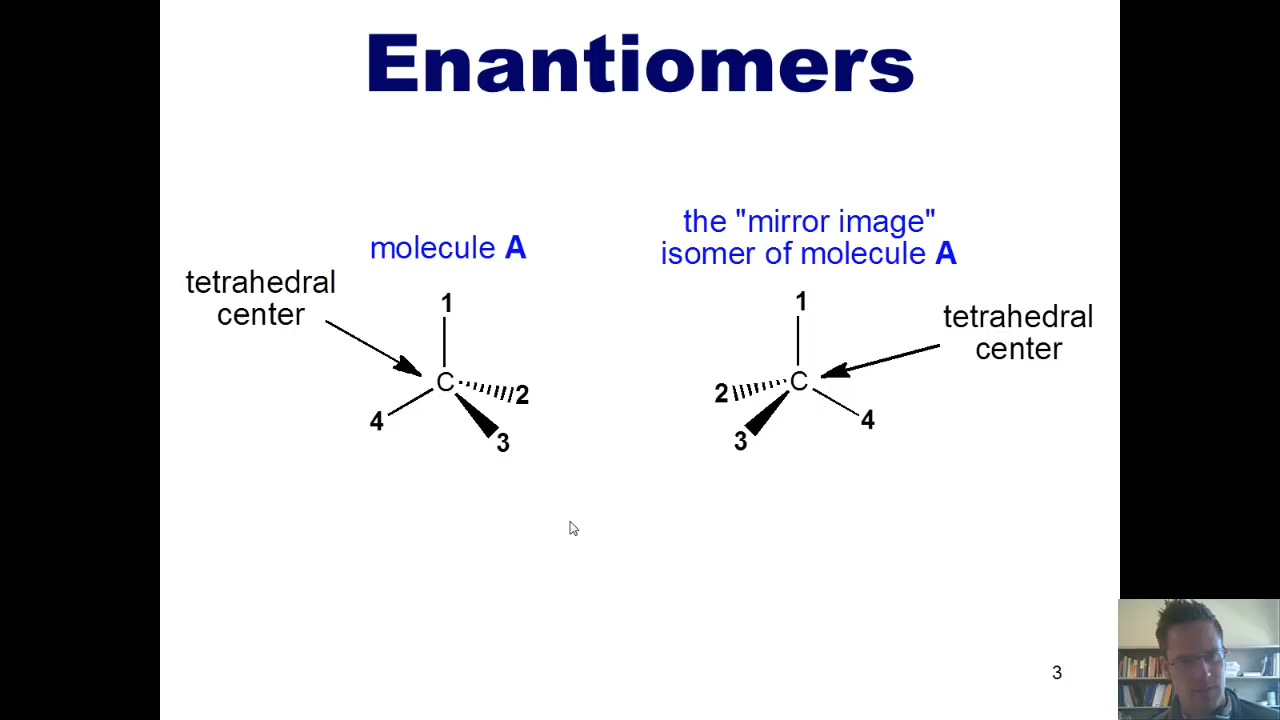 Enantiomers
molecule A
the "mirror image"
isomer of molecule A
tetrahedral
center
1
C
2
3
4
1
C
2
3
4
tetrahedral
center
3